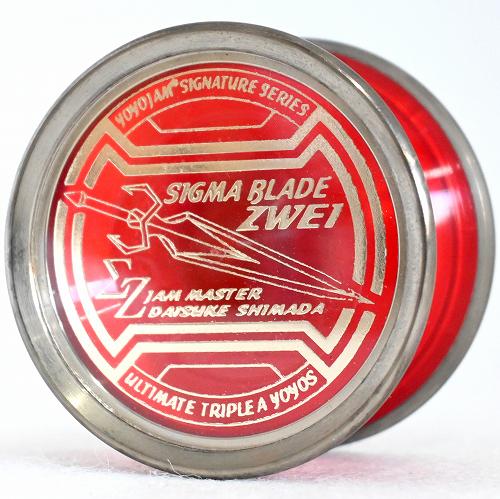 YOYOJAM® SIGNATURE SERIES
SIGMA BLADE
ZWEI
Σ
JAM MASTER
DAISUKE SHIMADA
ULTIMATE TRIPLE A YOYOS